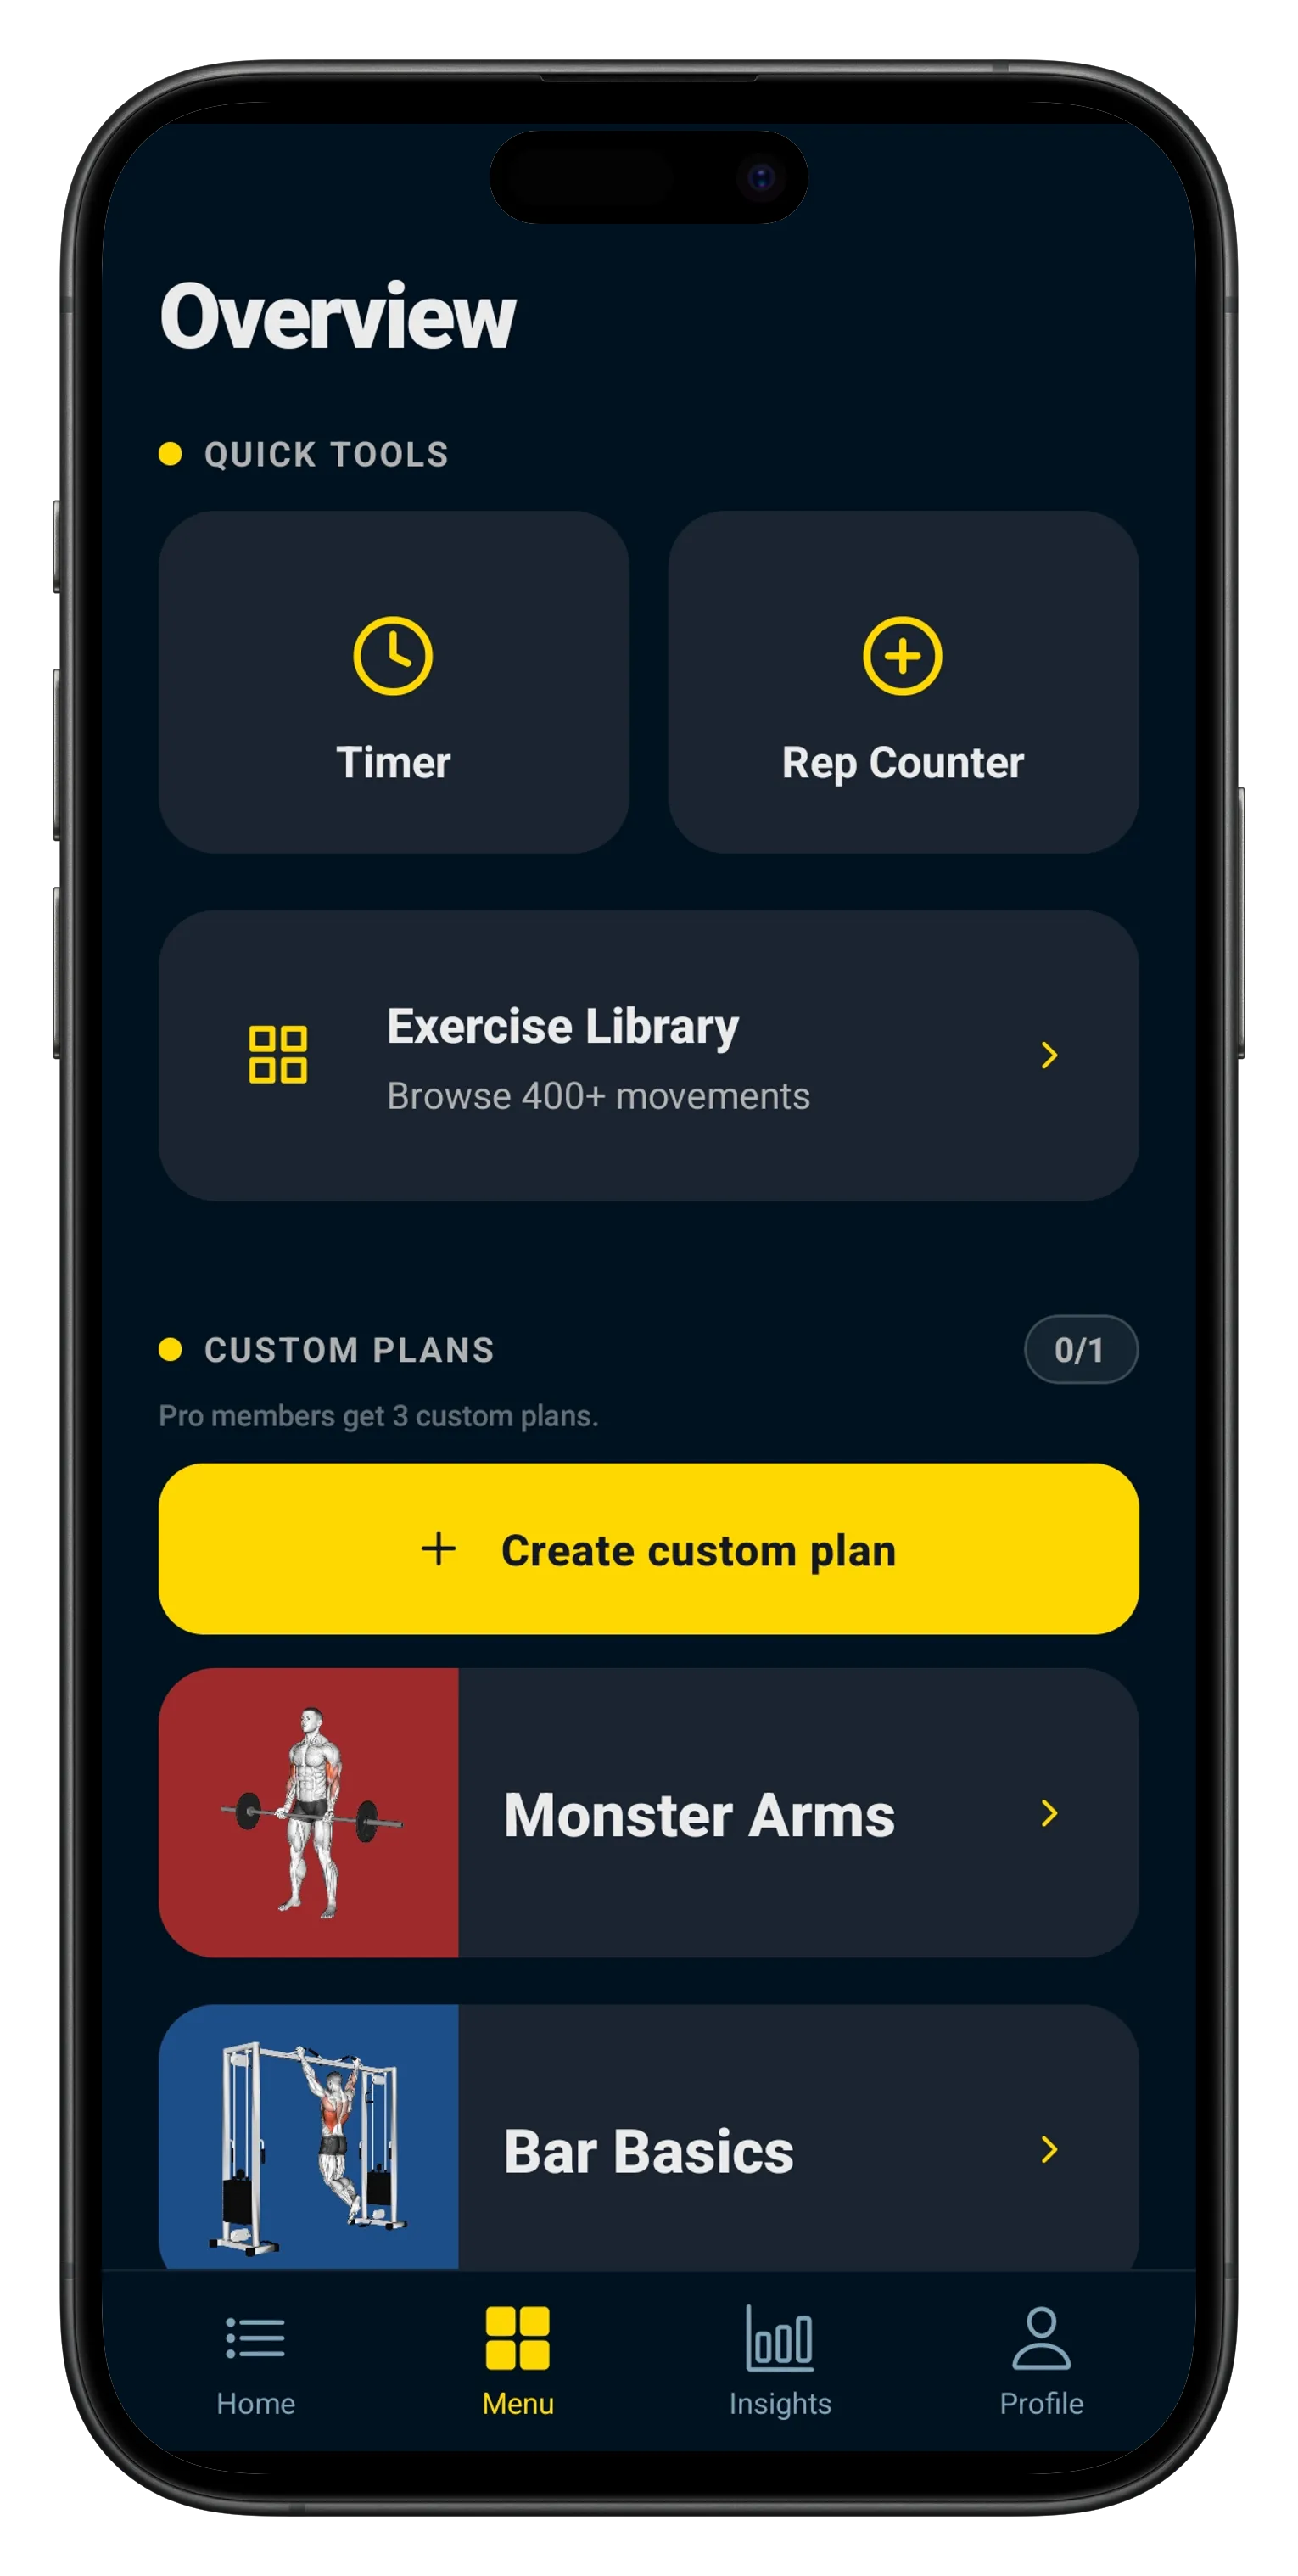 Overview
QUICK TOOLS
Timer
Rep Counter
Exercise Library
Browse 400+ movements
CUSTOM PLANS
0/1
Pro members get 3 custom plans.
Create custom plan
Monster Arms
Bar Basics
Home
Menu
Insights
Profile